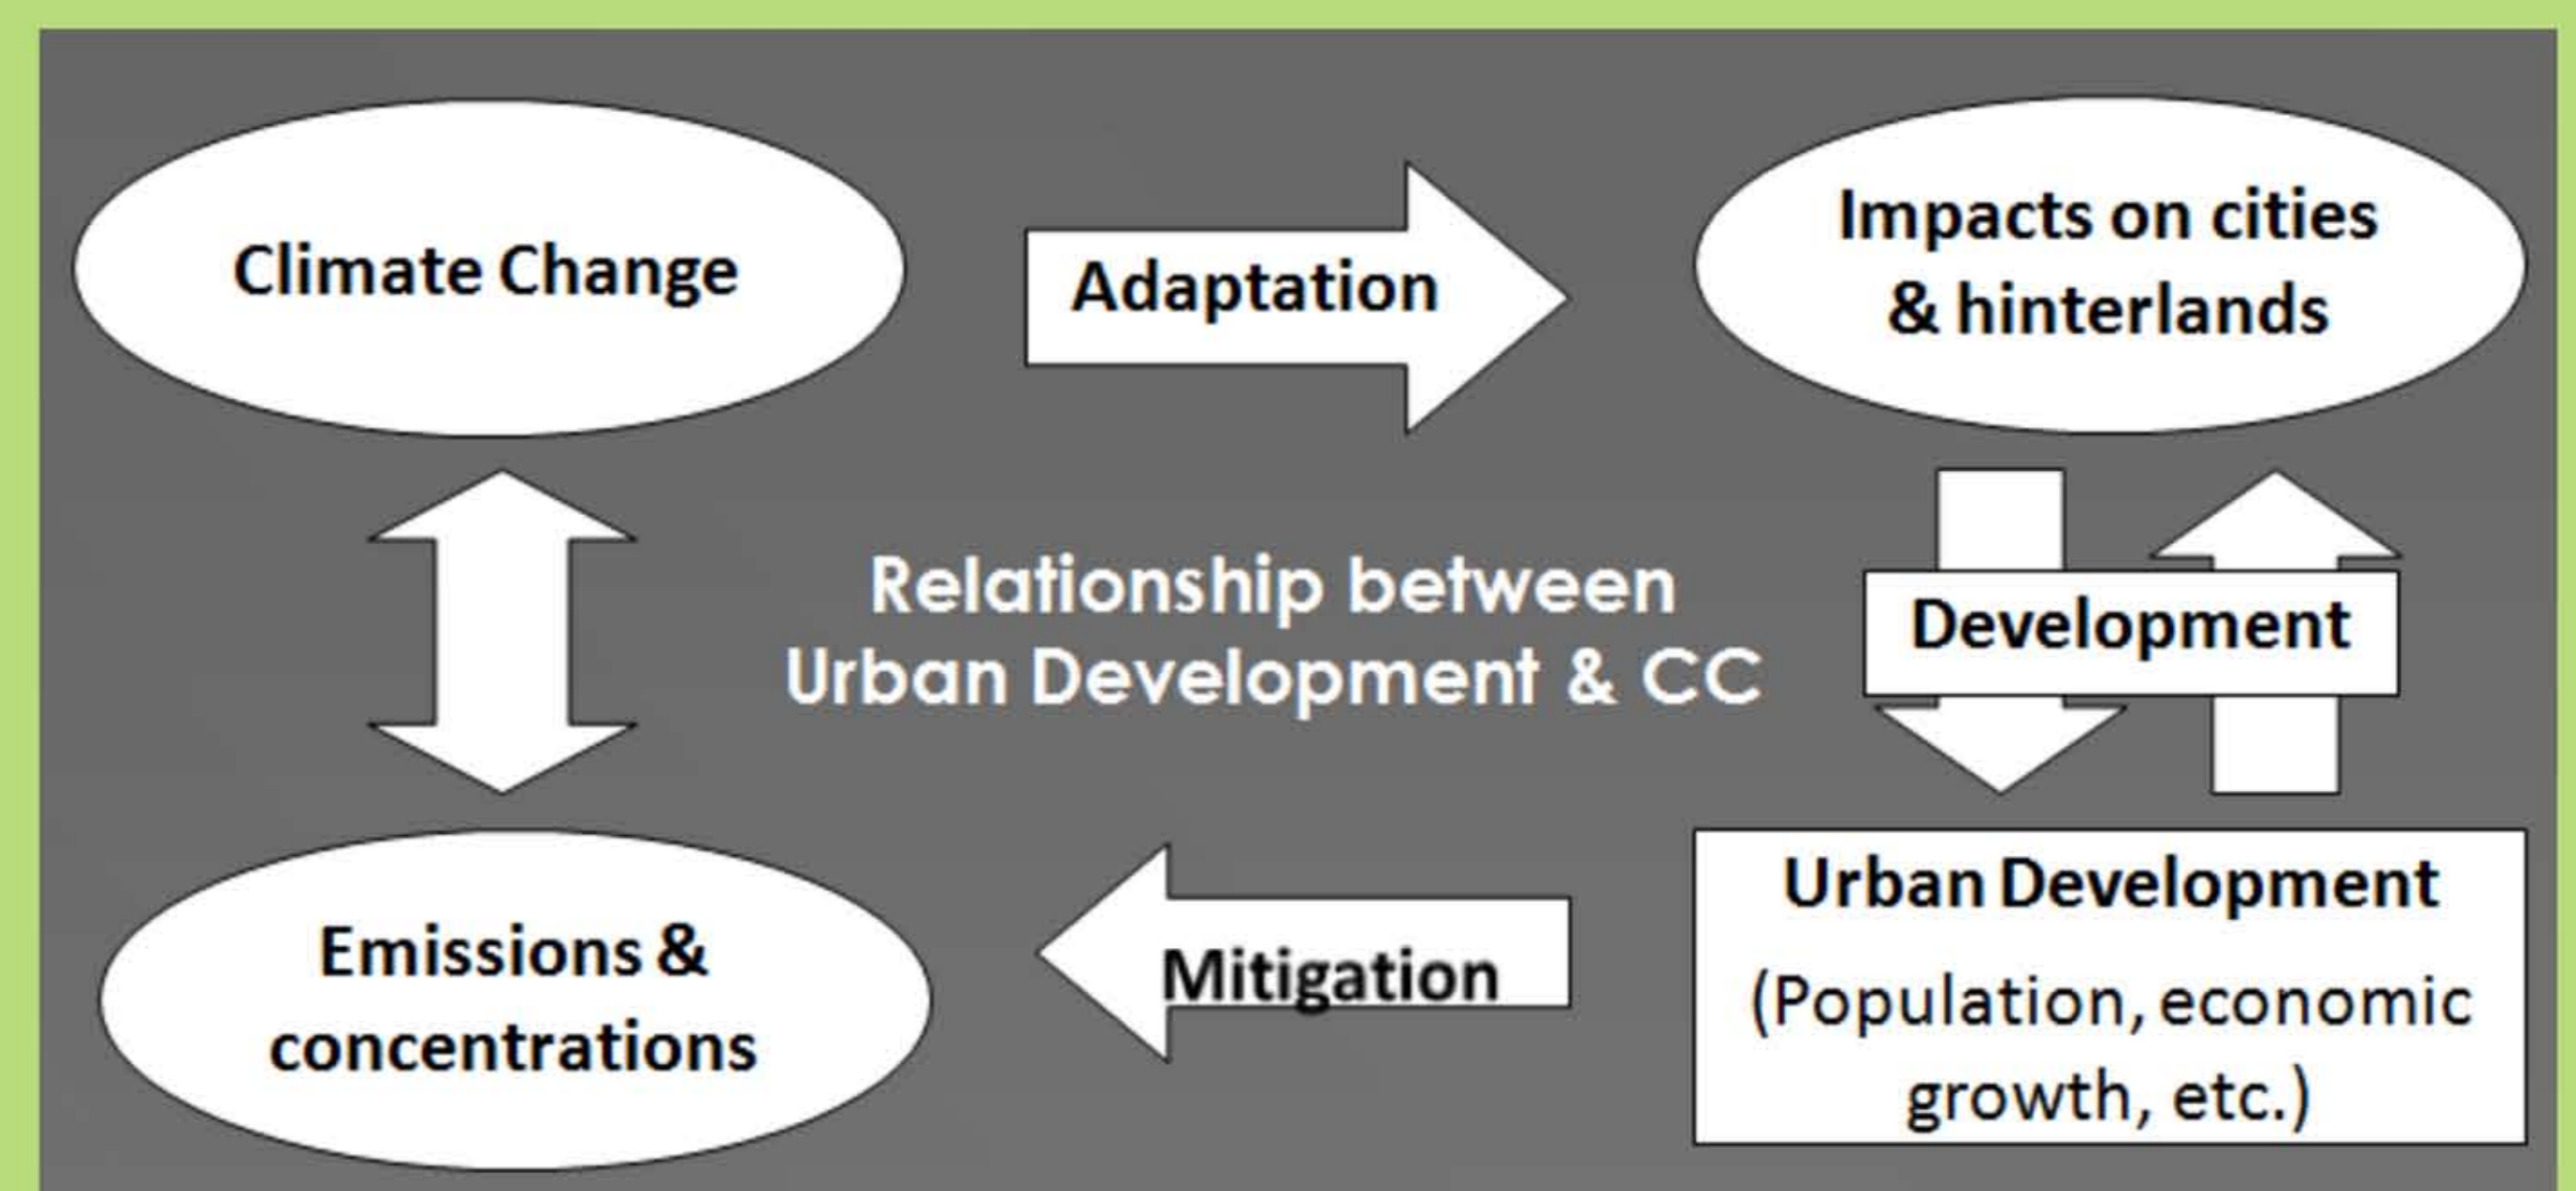 Climate Change
Adaptation
Impacts on cities
& hinterlands
Relationship between
Urban Development & CC
Development
Emissions &
concentrations
Mitigation
Urban Development
(Population, economic
growth, etc.)